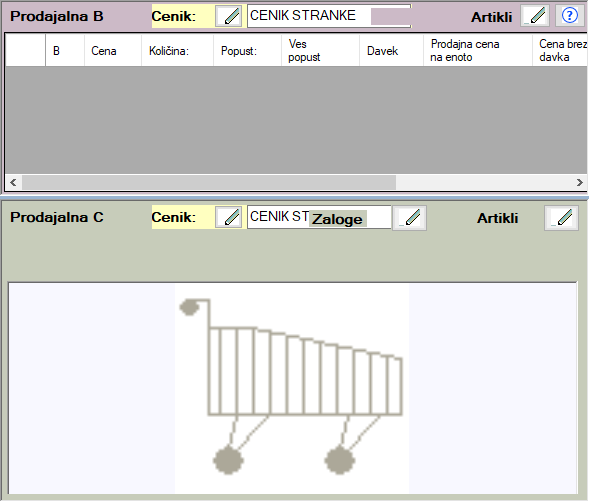 Prodajalna B Cenik: CENIK STRANKE Artikli ?
B Cena Količina: Popust: Ves popust Davek Prodajna cena na enoto Cena brez davka
Prodajalna C Cenik: CENIK ST Zaloge Artikli